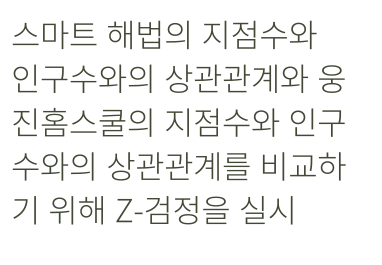 스마트 해법의 지점수와
인구수와의 상관관계와 웅
진홈스쿨의 지점수와 인구
수와의 상관관계를 비교하
기 위해 Z-검정을 실시